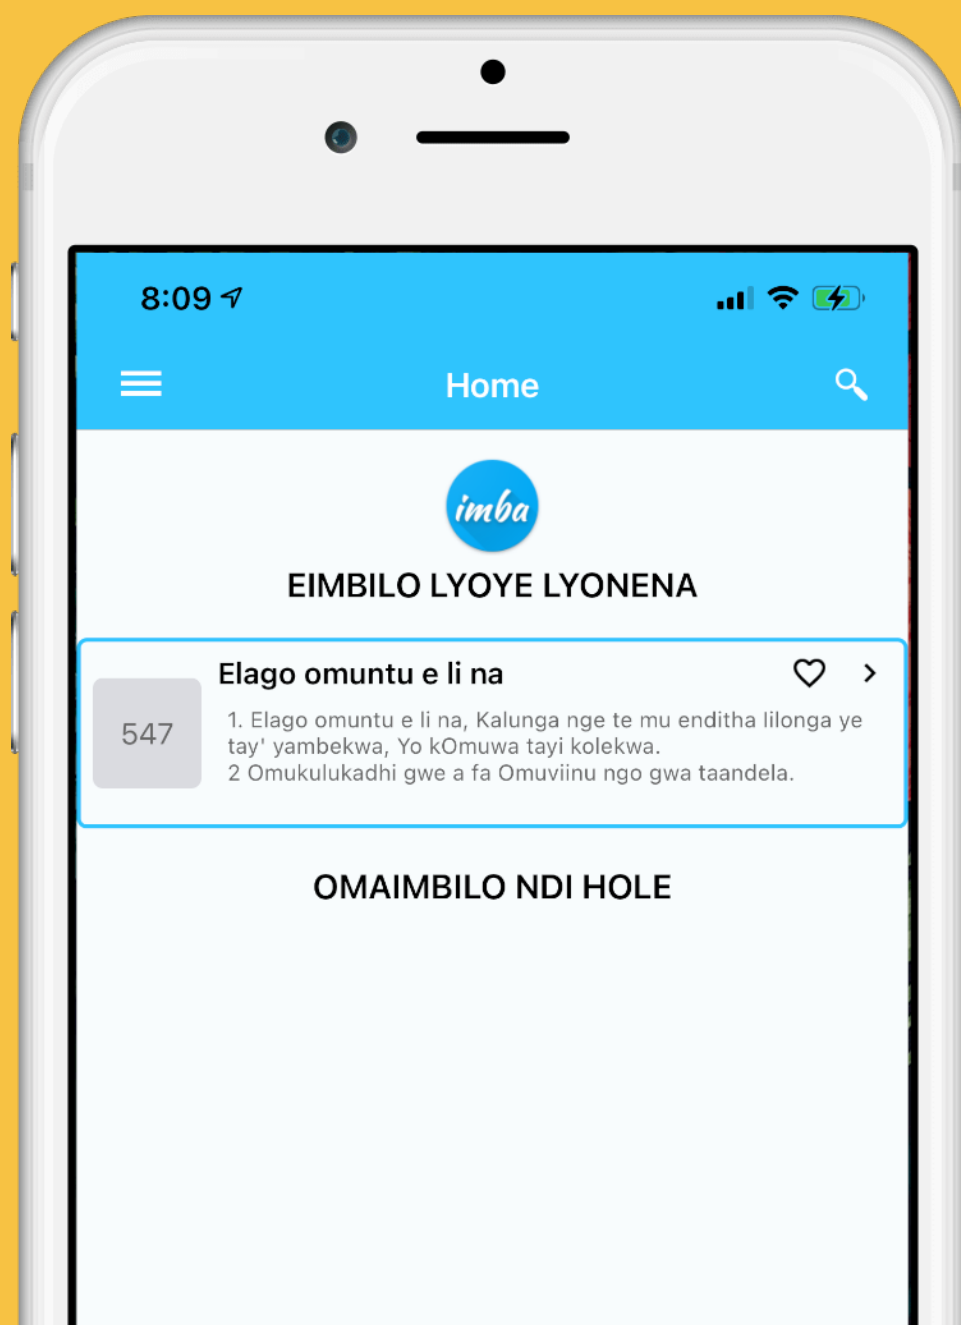 8:09
Home
imba
EIMBILO LYOYE LYONENA
547
Elago omuntu e li na
1. Elago omuntu e li na, Kalunga nge te mu enditha lilonga ye
tay' yambekwa, Yo kOmuwa tayi kolekwa.
2 Omukulukadhi gwe a fa Omuviinu ngo gwa taandela.
OMAIMBILO NDI HOLE